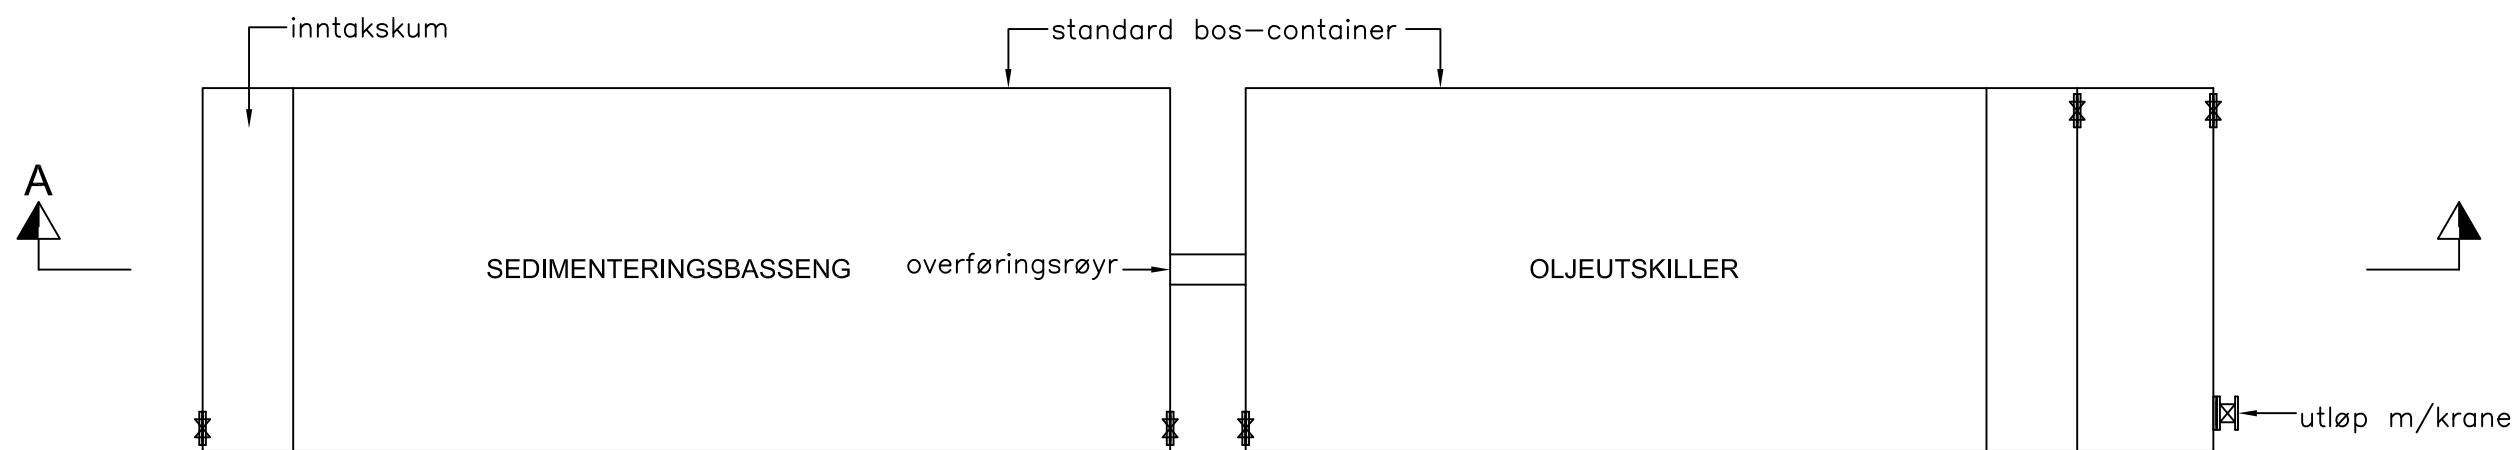 inntakskum
standard bos-container
A
SEDIMENTERINGSBASSENG
overføringsrøyr
OLJEUTSKILLER
utløp m/krane